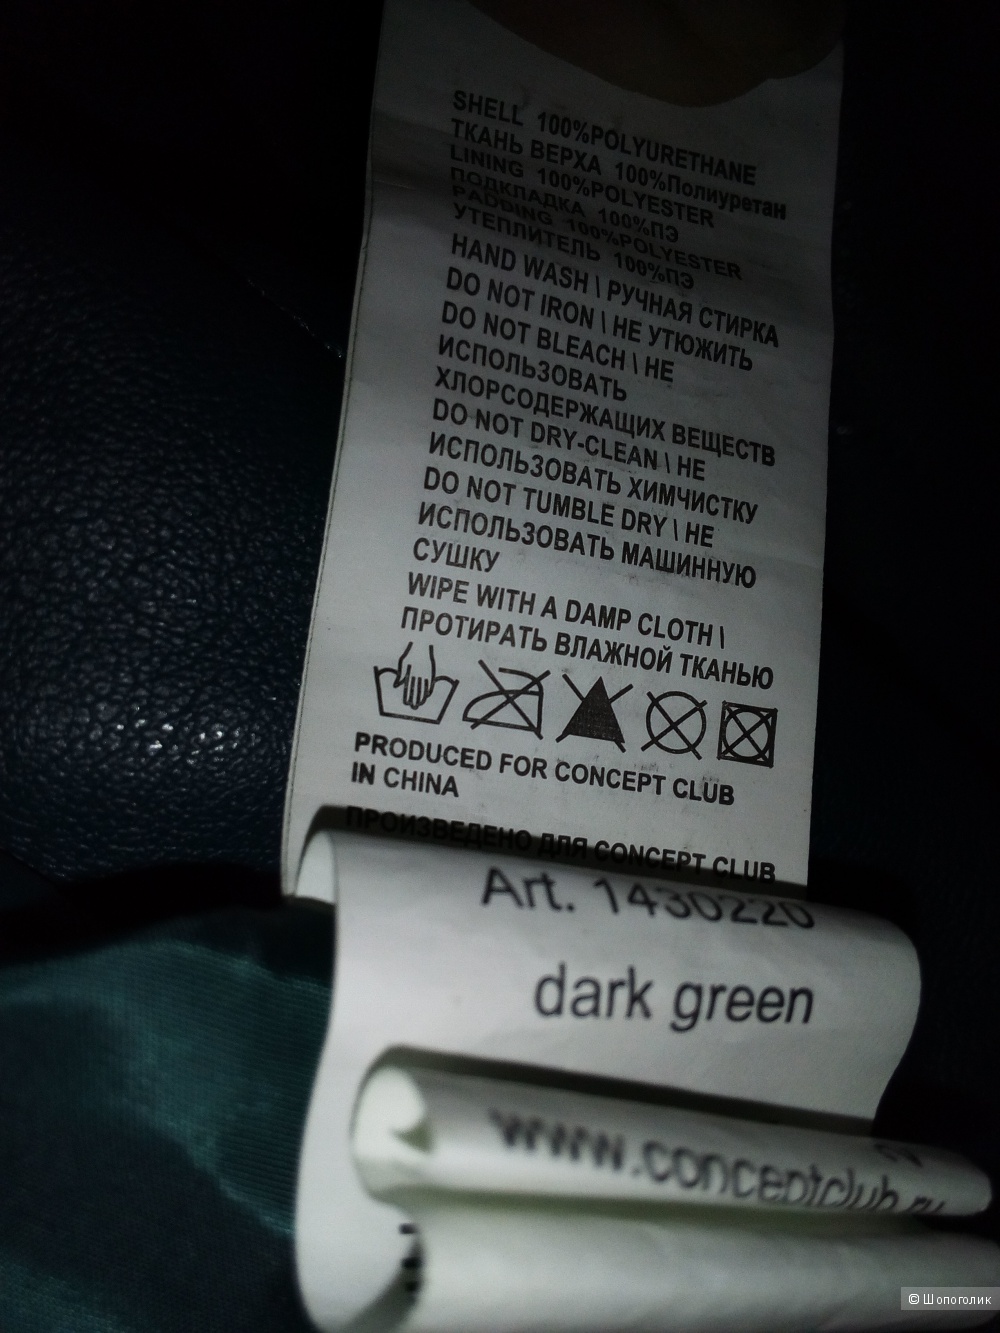 SHELL 100%POLYURETHANE
ТКАНЬ ВЕРХА 100%Полиуретан
LINING 100%POLYESTER
ПОДКЛАДКА 100%ПЭ
PADDING 100%POLYESTER
УТЕПЛИТЕЛЬ 100%ПЭ
HAND WASH \ РУЧНАЯ СТИРКА
DO NOT IRON \ НЕ УТЮЖИТЬ
DO NOT BLEACH \ НЕ
ИСПОЛЬЗОВАТЬ
ХЛОРСОДЕРЖАЩИХ ВЕЩЕСТВ
DO NOT DRY-CLEAN \ НЕ
ИСПОЛЬЗОВАТЬ ХИМЧИСТКУ
DO NOT TUMBLE DRY \ НЕ
ИСПОЛЬЗОВАТЬ МАШИННУЮ
СУШКУ
WIPE WITH A DAMP CLOTH \
ПРОТИРАТЬ ВЛАЖНОЙ ТКАНЬЮ
PRODUCED FOR CONCEPT CLUB
IN CHINA
ПРОИЗВЕДЕНО ДЛЯ CONCEPT CLUB
Art. 1430220
dark green
www.conceptclub.ru
© Шопоголик